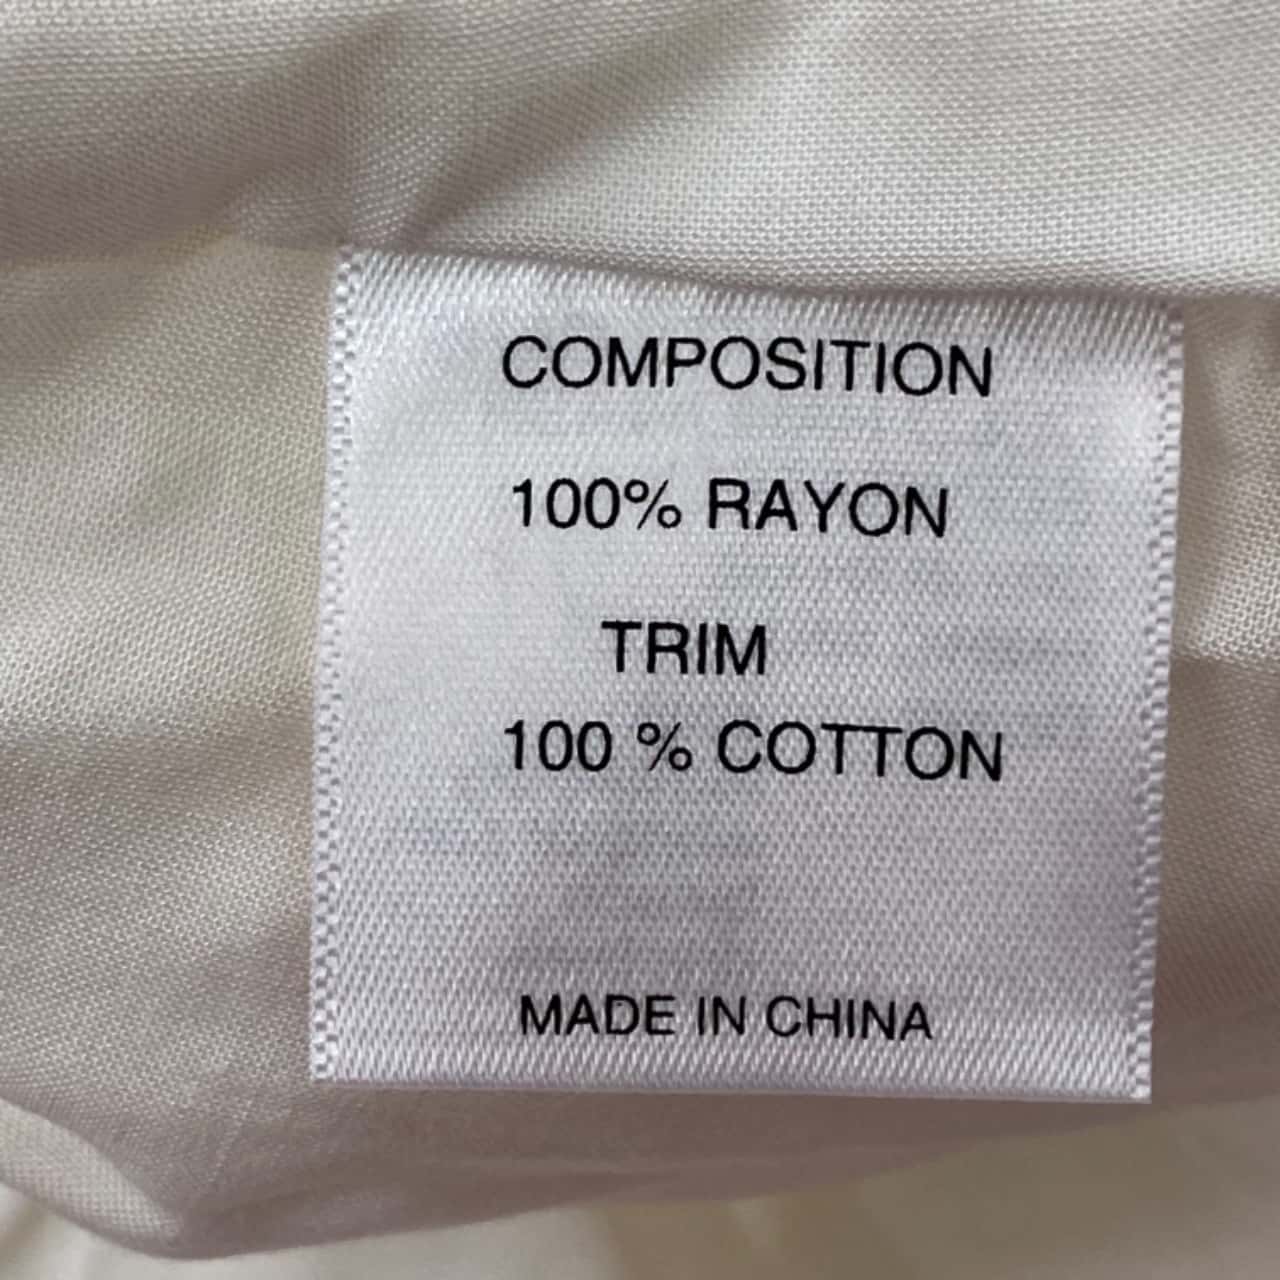 COMPOSITION
100% RAYON
TRIM
100 % COTTON
MADE IN CHINA